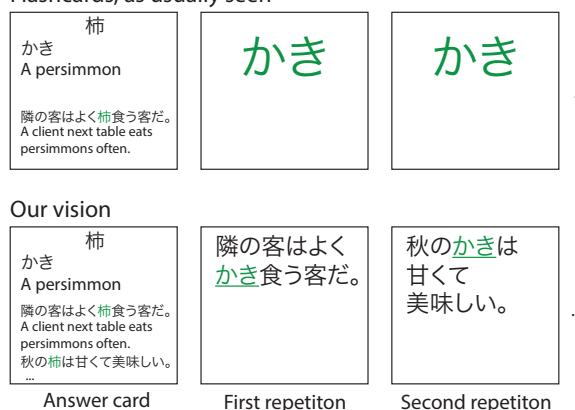 Flashcards, as usually seen
柿
かき
A persimmon
隣の客はよく柿食う客だ。
A client next table eats
persimmons often.
かき
かき
Our vision
柿
かき
A persimmon
隣の客はよく柿食う客だ。
A client next table eats
persimmons often.
秋の柿は甘くて美味しい。
...
Answer card
隣の客はよく
かき食う客だ。
First repetiton
秋のかきは
甘くて
美味しい。
Second repetiton